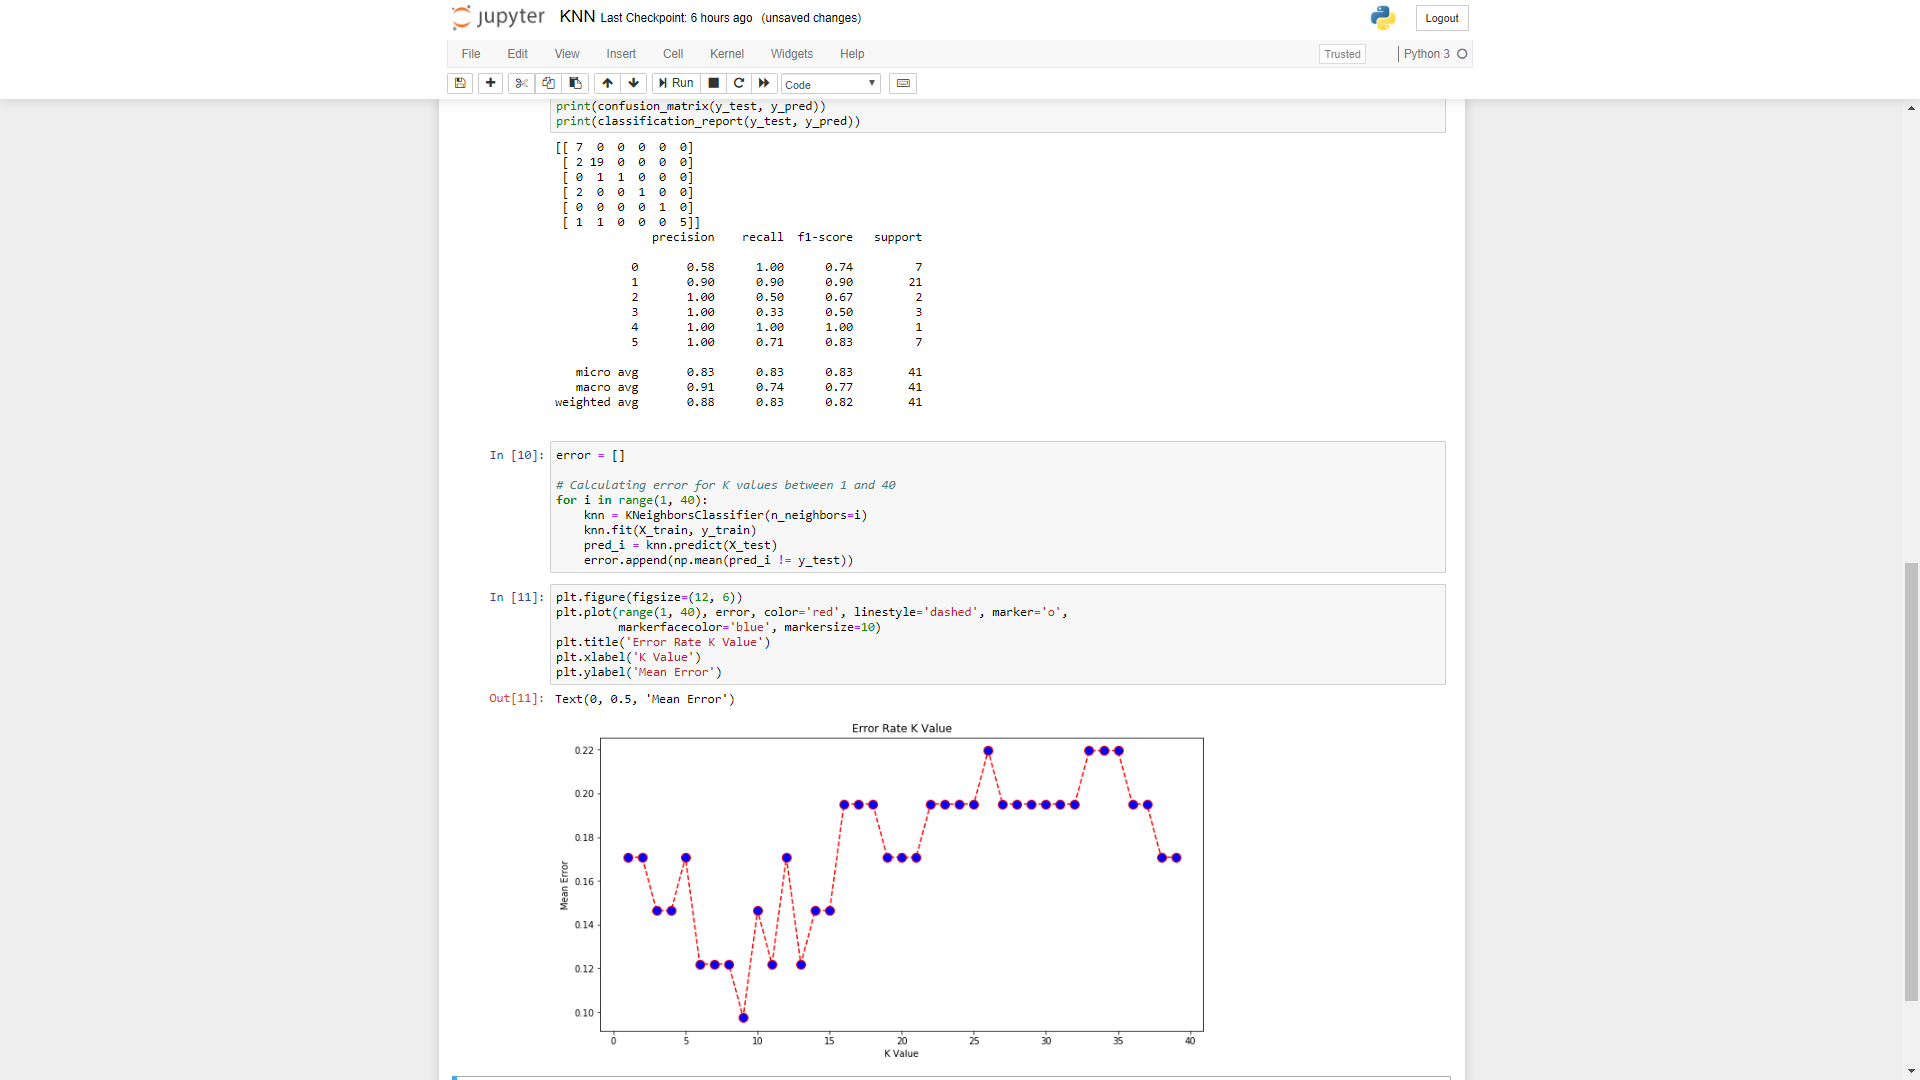 jupyter KNN Last Checkpoint: 6 hours ago (unsaved changes) Logout
File Edit View Insert Cell Kernel Widgets Help Trusted Python 3
Run Code
print(confusion_matrix(y_test, y_pred))
print(classification_report(y_test, y_pred))
[[ 7 0 0 0 0 0]
[ 2 19 0 0 0 0]
[ 0 1 1 0 0 0]
[ 2 0 0 1 0 0]
[ 0 0 0 0 1 0]
[ 1 1 0 0 0 5]]
precision recall f1-score support
0 0.58 1.00 0.74 7
1 0.90 0.90 0.90 21
2 1.00 0.50 0.67 2
3 1.00 0.33 0.50 3
4 1.00 1.00 1.00 1
5 1.00 0.71 0.83 7
micro avg 0.83 0.83 0.83 41
macro avg 0.91 0.74 0.77 41
weighted avg 0.88 0.83 0.82 41
In [10]: error = []
# Calculating error for K values between 1 and 40
for i in range(1, 40):
knn = KNeighborsClassifier(n_neighbors=i)
knn.fit(X_train, y_train)
pred_i = knn.predict(X_test)
error.append(np.mean(pred_i != y_test))
In [11]: plt.figure(figsize=(12, 6))
plt.plot(range(1, 40), error, color='red', linestyle='dashed', marker='o',
markerfacecolor='blue', markersize=10)
plt.title('Error Rate K Value')
plt.xlabel('K Value')
plt.ylabel('Mean Error')
Out[11]: Text(0, 0.5, 'Mean Error')
Error Rate K Value
0.22
0.20
0.18
0.16
0.14
0.12
0.10
Mean Error
0 5 10 15 20 25 30 35 40
K Value